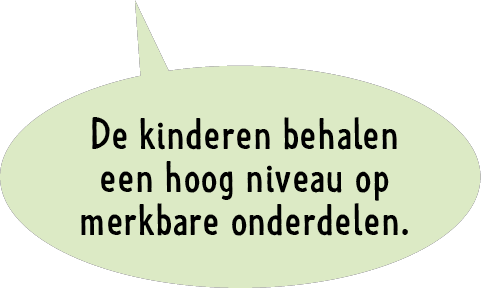 De kinderen behalen
een hoog niveau op
merkbare onderdelen.